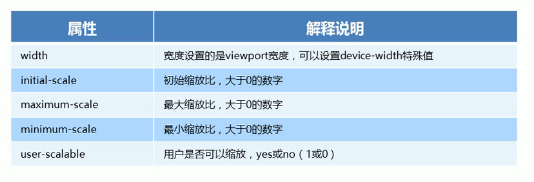 属性 解释说明
width 宽度设置的是viewport宽度，可以设置device-width特殊值
initial-scale 初始缩放比，大于0的数字
maximum-scale 最大缩放比，大于0的数字
minimum-scale 最小缩放比，大于0的数字
user-scalable 用户是否可以缩放，yes或no（1或0）